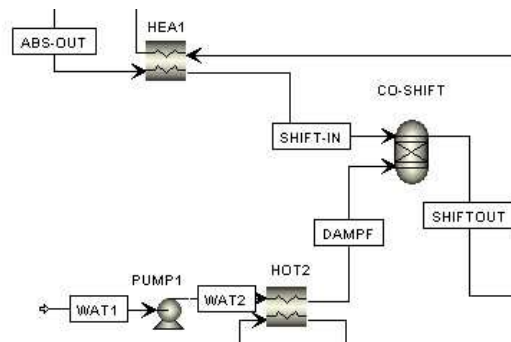 HEA1
ABS-OUT
CO-SHIFT
SHIFT-IN
SHIFTOUT
DAMPF
HOT2
PUMP1
WAT2
WAT1